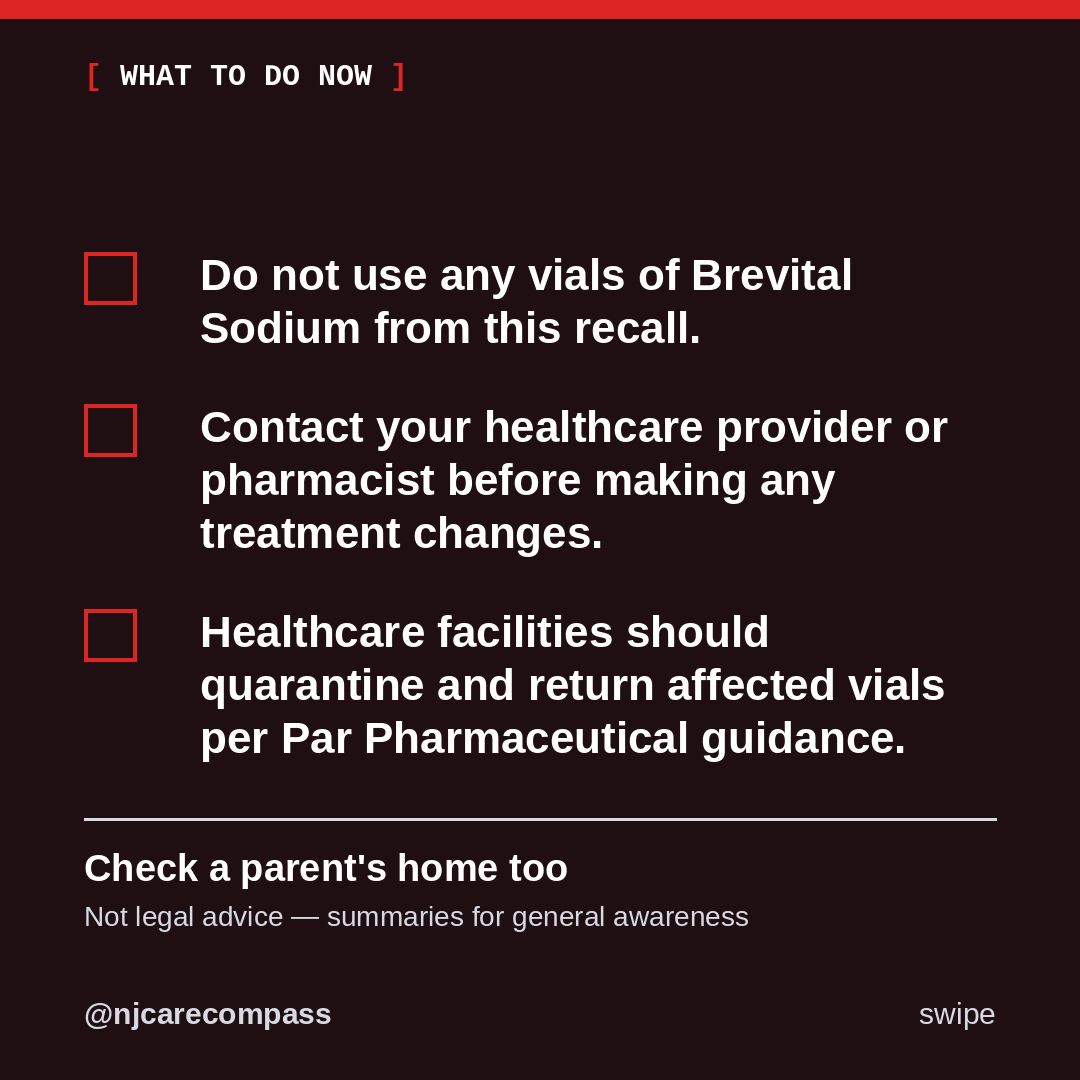 [ WHAT TO DO NOW ]
Do not use any vials of Brevital
Sodium from this recall.
Contact your healthcare provider or
pharmacist before making any
treatment changes.
Healthcare facilities should
quarantine and return affected vials
per Par Pharmaceutical guidance.
Check a parent's home too
Not legal advice — summaries for general awareness
@njcarecompass
swipe